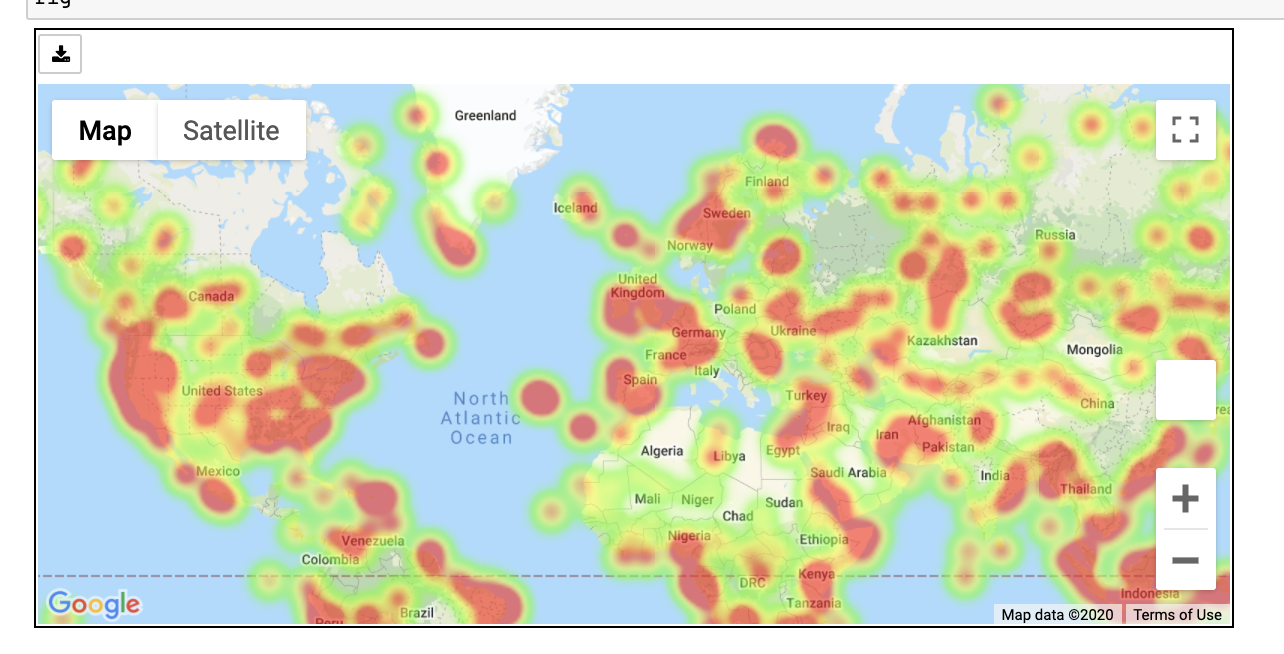 fig
Map
Satellite
Greenland
Finland
Iceland
Sweden
Norway
Russia
United
Kingdom
Canada
Poland
Germany
Ukraine
Kazakhstan
France
Mongolia
Italy
United States
Spain
Turkey
North
Atlantic
Ocean
China
Afghanistan
Iraq
Iran
Algeria
Libya
Egypt
Pakistan
Mexico
Saudi Arabia
India
Mali
Niger
Sudan
Thailand
Chad
Nigeria
Ethiopia
Venezuela
Colombia
DRC
Kenya
Indonesia
Tanzania
Google
Brazil
Peru
Map data ©2020
Terms of Use